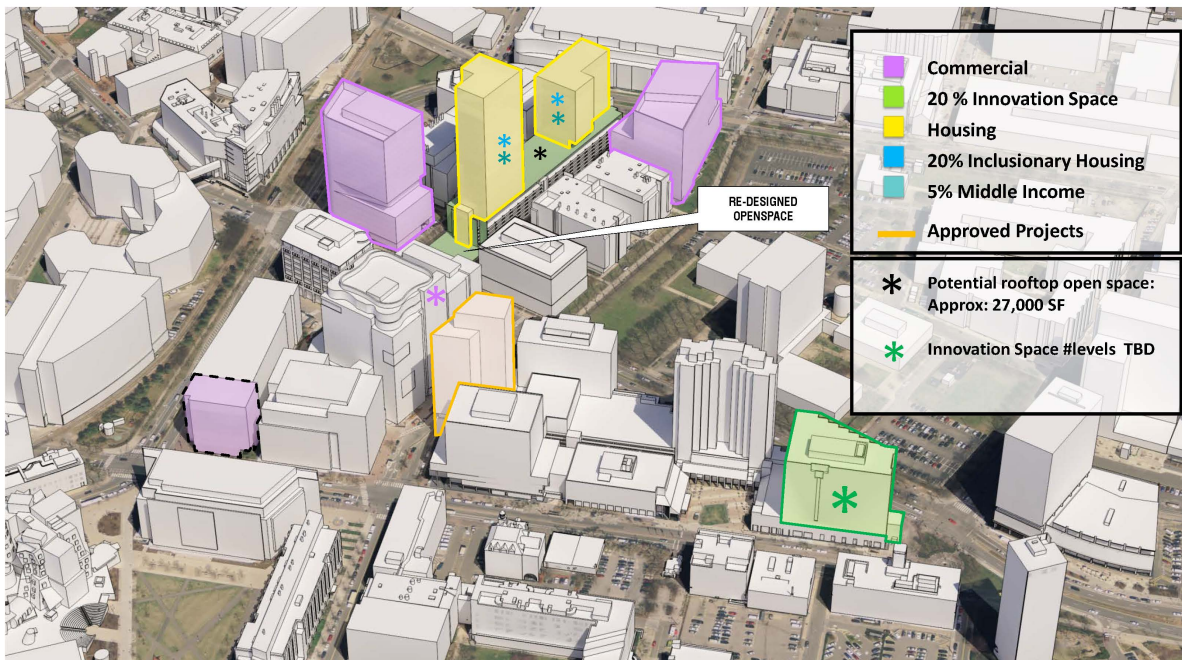 Commercial
20 % Innovation Space
Housing
20% Inclusionary Housing
5% Middle Income
Approved Projects
RE-DESIGNED
OPENSPACE
Potential rooftop open space:
Approx: 27,000 SF
Innovation Space #levels  TBD